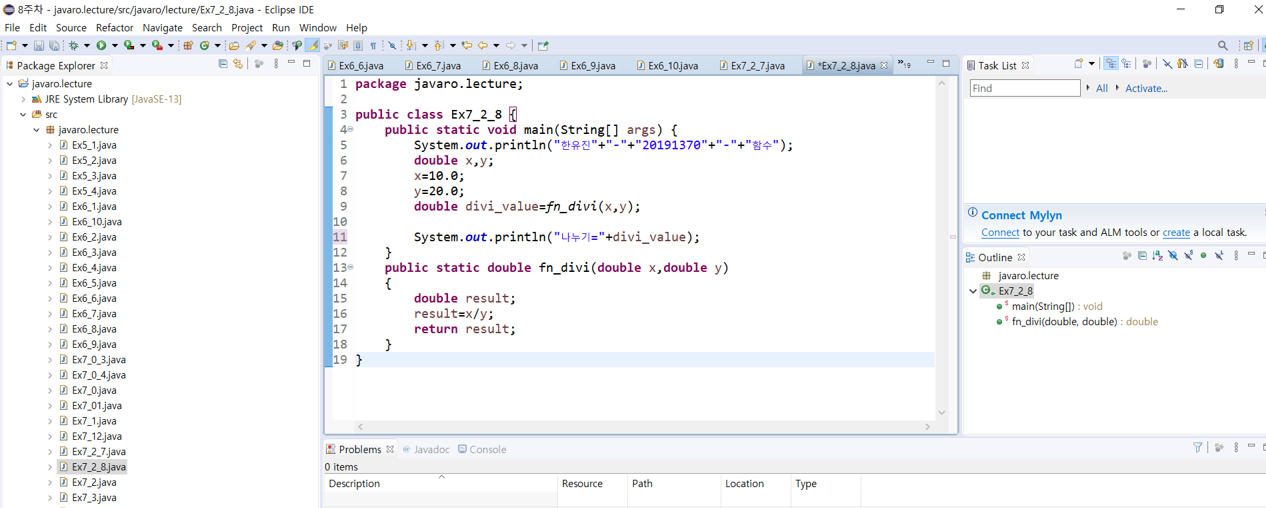 8주차 - javaro.lecture/src/javaro/lecture/Ex7_2_8.java - Eclipse IDE
File Edit Source Refactor Navigate Search Project Run Window Help
Package Explorer
javaro.lecture
JRE System Library [JavaSE-13]
src
javaro.lecture
Ex5_1.java
Ex5_2.java
Ex5_3.java
Ex5_4.java
Ex6_1.java
Ex6_10.java
Ex6_2.java
Ex6_3.java
Ex6_4.java
Ex6_5.java
Ex6_6.java
Ex6_7.java
Ex6_8.java
Ex6_9.java
Ex7_0_3.java
Ex7_0_4.java
Ex7_0.java
Ex7_01.java
Ex7_1.java
Ex7_12.java
Ex7_2_7.java
Ex7_2_8.java
Ex7_2.java
Ex7_3.java
Ex6_6.java Ex6_7.java Ex6_8.java Ex6_9.java Ex6_10.java Ex7_2_7.java *Ex7_2_8.java »19
1 package javaro.lecture;
2
3 public class Ex7_2_8 {
4 public static void main(String[] args) {
5 System.out.println("한유진"+"-"+"20191370"+"-"+"함수");
6 double x,y;
7 x=10.0;
8 y=20.0;
9 double divi_value=fn_divi(x,y);
10
11 System.out.println("나누기="+divi_value);
12 }
13 public static double fn_divi(double x,double y)
14 {
15 double result;
16 result=x/y;
17 return result;
18 }
19 }
Problems Javadoc Console
0 items
Description Resource Path Location Type
Task List
Find All Activate...
Connect Mylyn
Connect to your task and ALM tools or create a local task.
Outline
javaro.lecture
Ex7_2_8
main(String[]) : void
fn_divi(double, double) : double